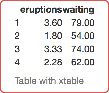 eruptions waiting
1 3.60 79.00
2 1.80 54.00
3 3.33 74.00
4 2.28 62.00
Table with xtable